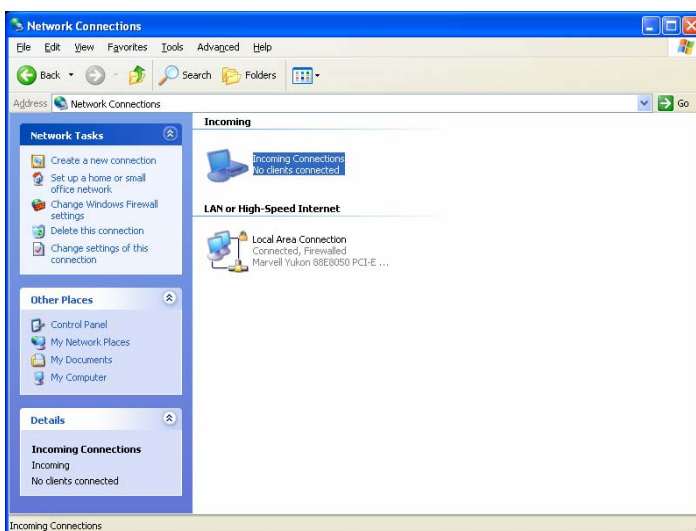 Network Connections
File Edit View Favorites Tools Advanced Help
Back Search Folders
Address Network Connections Go
Network Tasks
Create a new connection
Set up a home or small
office network
Change Windows Firewall
settings
Delete this connection
Change settings of this
connection
Other Places
Control Panel
My Network Places
My Documents
My Computer
Details
Incoming Connections
Incoming
No clients connected
Incoming
Incoming Connections
No clients connected
LAN or High-Speed Internet
Local Area Connection
Connected, Firewalled
Marvell Yukon 88E8050 PCI-E ...
Incoming Connections